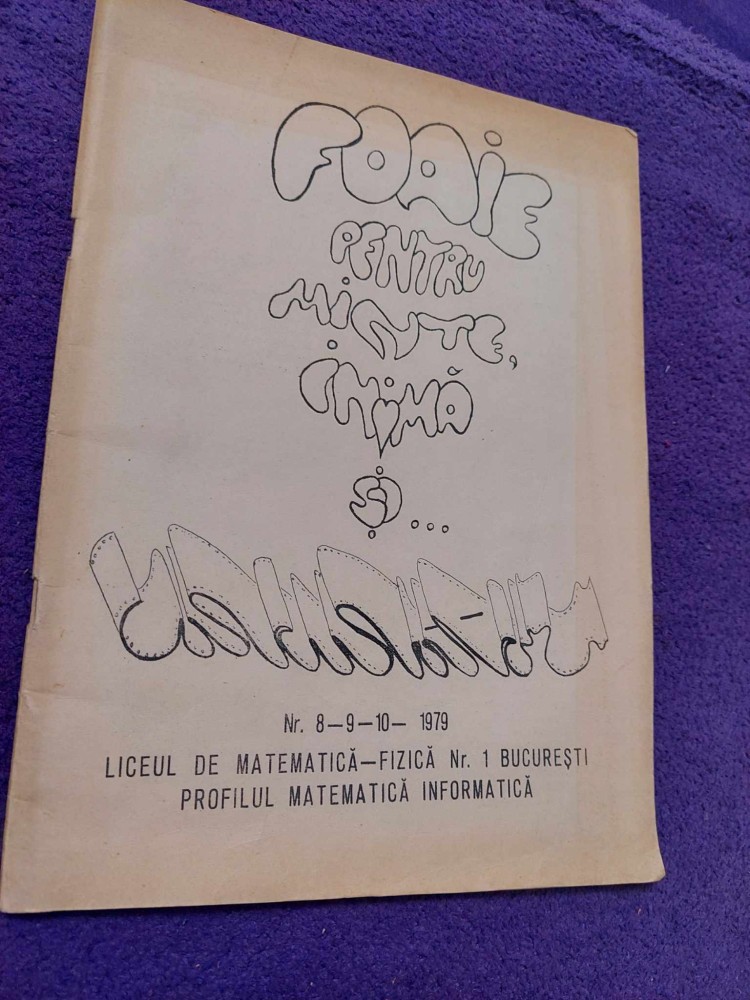 FOAIE
PENTRU
MINTE,
INIMĂ
ȘI...
Nr. 8—9—10— 1979
LICEUL DE MATEMATICĂ—FIZICĂ Nr. 1 BUCUREȘTI
PROFILUL MATEMATICĂ INFORMATICĂ